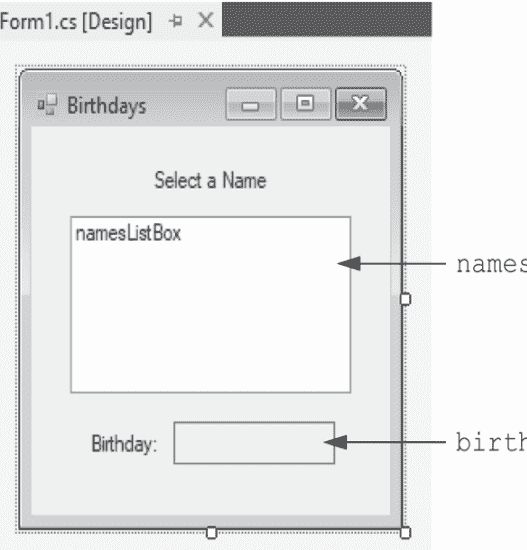 Form1.cs [Design]
Birthdays
Select a Name
namesListBox
names
Birthday:
birth